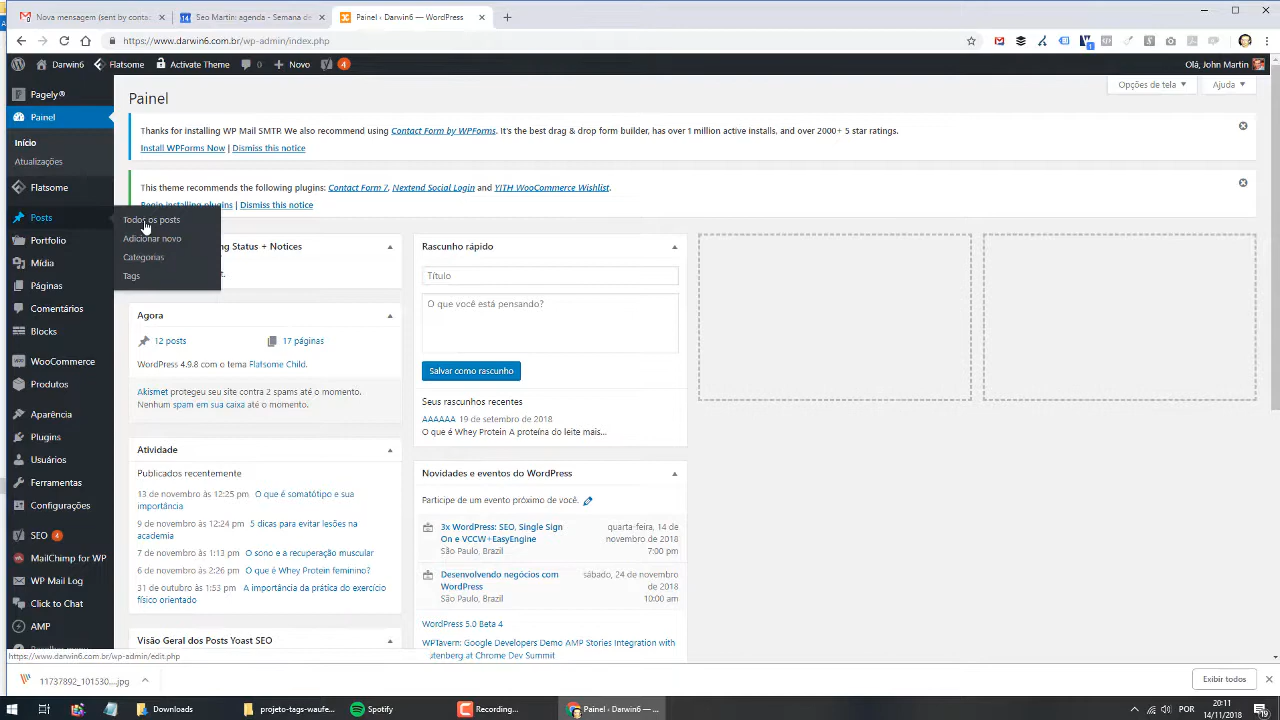 Nova mensagem (sent by conta
Seo Martin: agenda - Semana de
Painel ‹ Darwin6 — WordPress
https://www.darwin6.com.br/wp-admin/index.php
Darwin6
Flatsome
Activate Theme
0
Novo
4
Olá, John Martin
Pagely®
Painel
Início
Atualizações
Flatsome
Posts
Portfolio
Mídia
Páginas
Comentários
Blocks
WooCommerce
Produtos
Aparência
Plugins
Usuários
Ferramentas
Configurações
SEO 4
MailChimp for WP
WP Mail Log
Click to Chat
AMP
Todos os posts
Adicionar novo
Categorias
Tags
Painel
Opções de tela
Ajuda
Thanks for installing WP Mail SMTP. We also recommend using Contact Form by WPForms. It's the best drag & drop form builder, has over 1 million active installs, and over 2000+ 5 star ratings.
Install WPForms Now | Dismiss this notice
This theme recommends the following plugins: Contact Form 7, Nextend Social Login and YITH WooCommerce Wishlist.
Begin installing plugins | Dismiss this notice
ng Status + Notices
Agora
12 posts
17 páginas
WordPress 4.9.8 com o tema Flatsome Child.
Akismet protegeu seu site contra 2 spams até o momento.
Nenhum spam em sua caixa até o momento.
Atividade
Publicados recentemente
13 de novembro às 12:25 pm O que é somatótipo e sua
importância
9 de novembro às 12:24 pm 5 dicas para evitar lesões na
academia
7 de novembro às 1:13 pm O sono e a recuperação muscular
6 de novembro às 2:26 pm O que é Whey Protein feminino?
31 de outubro às 1:53 pm A importância da prática do exercício
físico orientado
Visão Geral dos Posts Yoast SEO
Rascunho rápido
Título
O que você está pensando?
Salvar como rascunho
Seus rascunhos recentes
AAAAAA 19 de setembro de 2018
O que é Whey Protein A proteína do leite mais...
Novidades e eventos do WordPress
Participe de um evento próximo de você.
3x WordPress: SEO, Single Sign
On e VCCW+EasyEngine
São Paulo, Brazil
quarta-feira, 14 de
novembro de 2018
7:00 pm
Desenvolvendo negócios com
WordPress
São Paulo, Brazil
sábado, 24 de novembro
de 2018
10:00 am
WordPress 5.0 Beta 4
WPTavern: Google Developers Demo AMP Stories Integration with
Gutenberg at Chrome Dev Summit
https://www.darwin6.com.br/wp-admin/edit.php
11737892_101530....jpg
Exibir todos
Downloads
projeto-tags-waufe...
Spotify
Recording...
Painel ‹ Darwin6 — ...
POR
20:11
14/11/2018
19